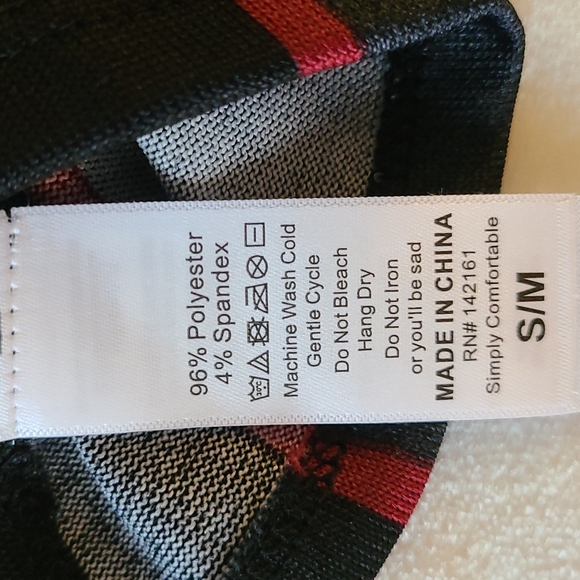 96% Polyester
4% Spandex
30°C
Machine Wash Cold
Gentle Cycle
Do Not Bleach
Hang Dry
Do Not Iron
or you'll be sad
MADE IN CHINA
RN# 142161
Simply Comfortable
S/M